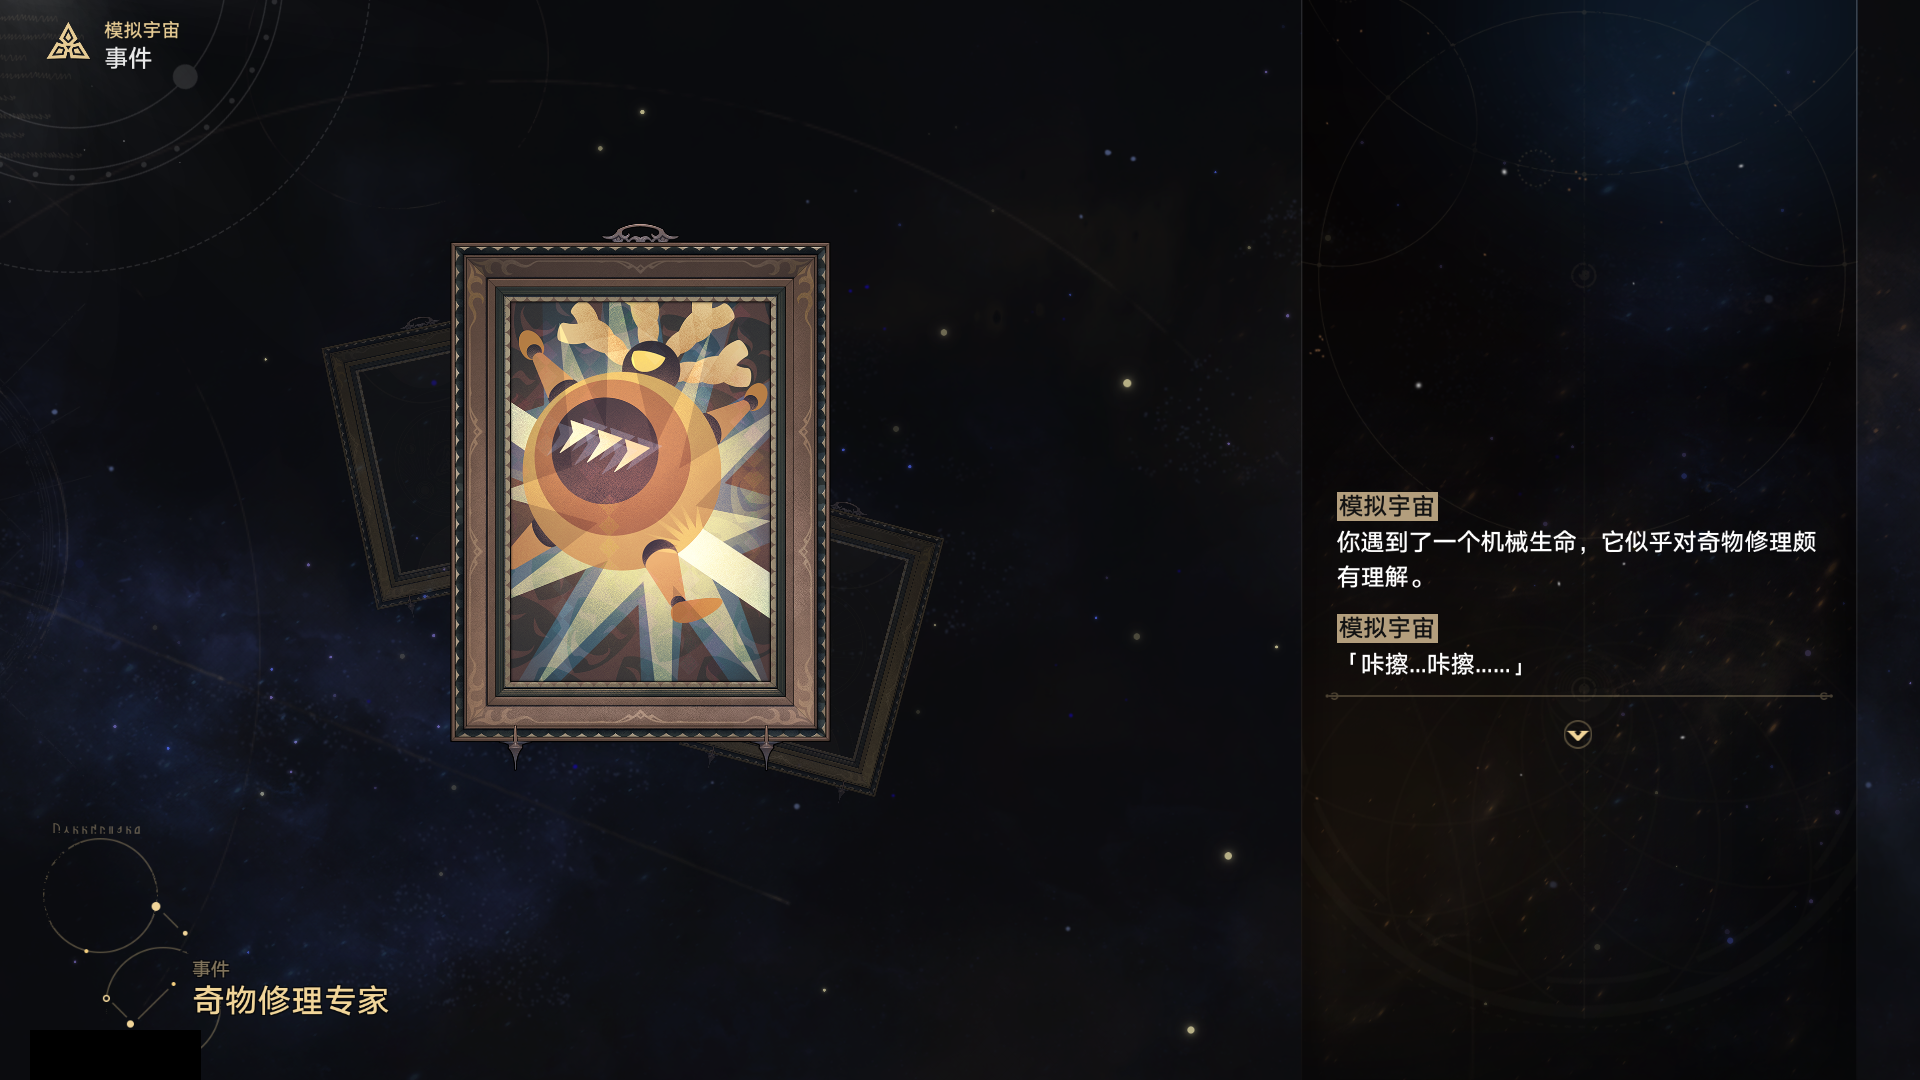 模拟宇宙
事件
模拟宇宙
你遇到了一个机械生命，它似乎对奇物修理颇
有理解。
模拟宇宙
「咔擦...咔擦......」
事件
奇物修理专家